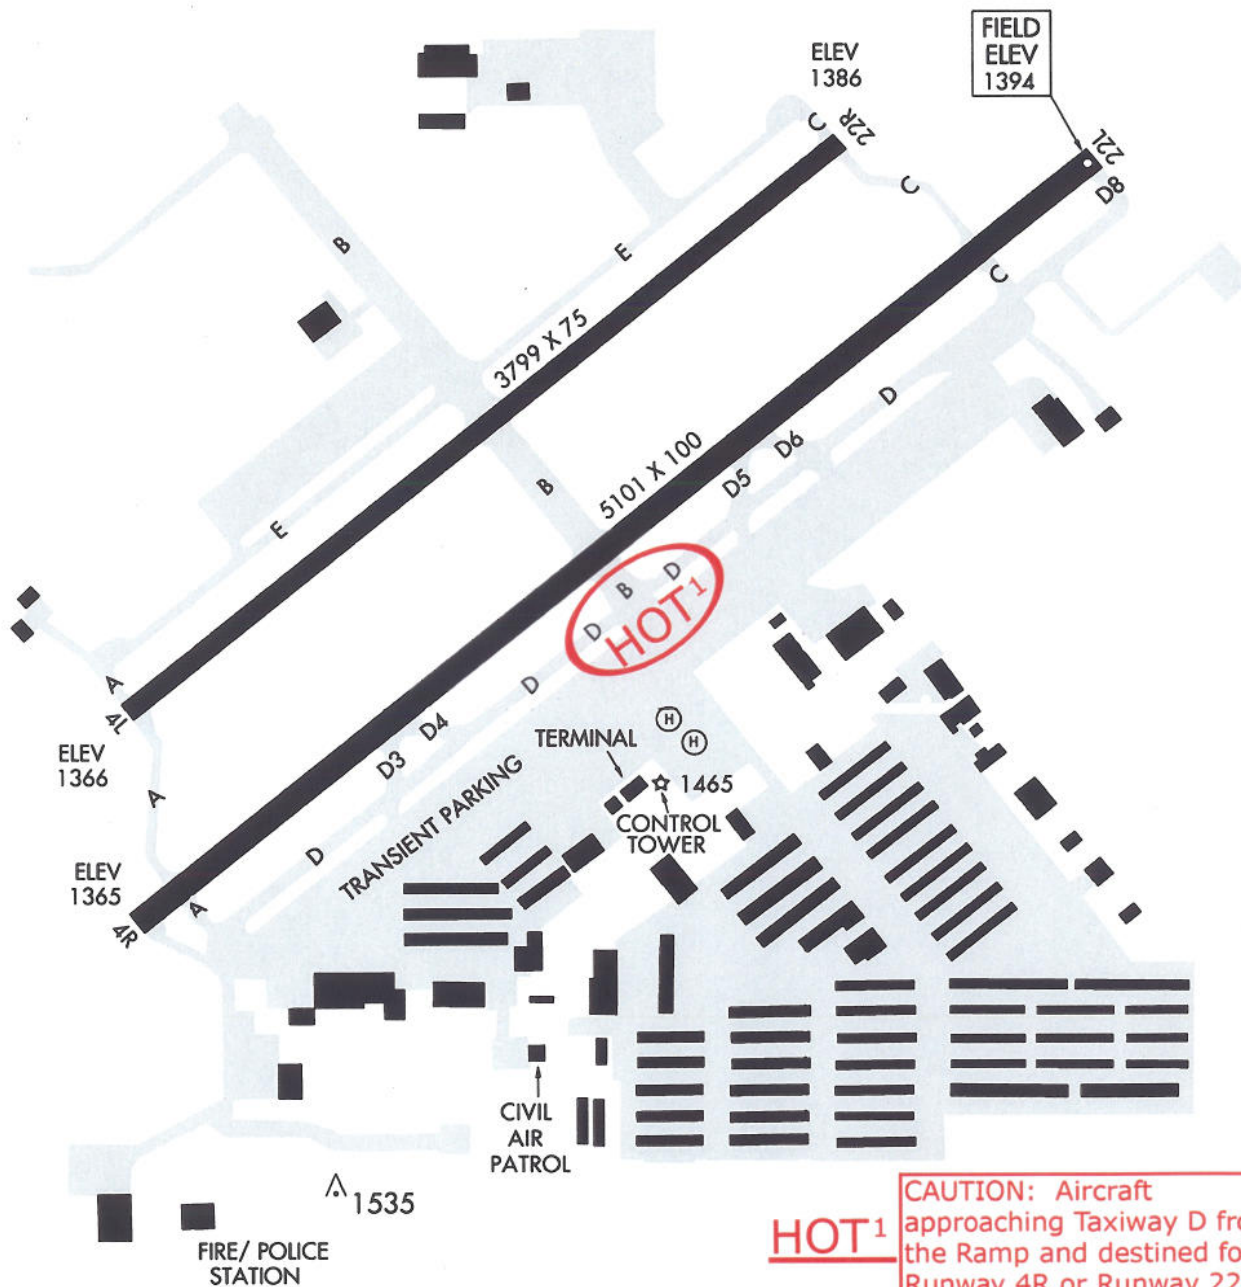 FIELD
ELEV
1394
ELEV
1386
C
22R
22L
C
D8
B
E
C
3799 X 75
D
5101 X 100
D6
D5
B
E
D
B
D
HOT1
A
4L
D
D4
D3
H
H
TERMINAL
ELEV
1366
A
1465
TRANSIENT PARKING
CONTROL
TOWER
D
ELEV
1365
A
4R
CIVIL
AIR
PATROL
1535
FIRE/ POLICE
STATION
HOT1
CAUTION: Aircraft
approaching Taxiway D
the Ramp and destined
Runway 4R or Runway